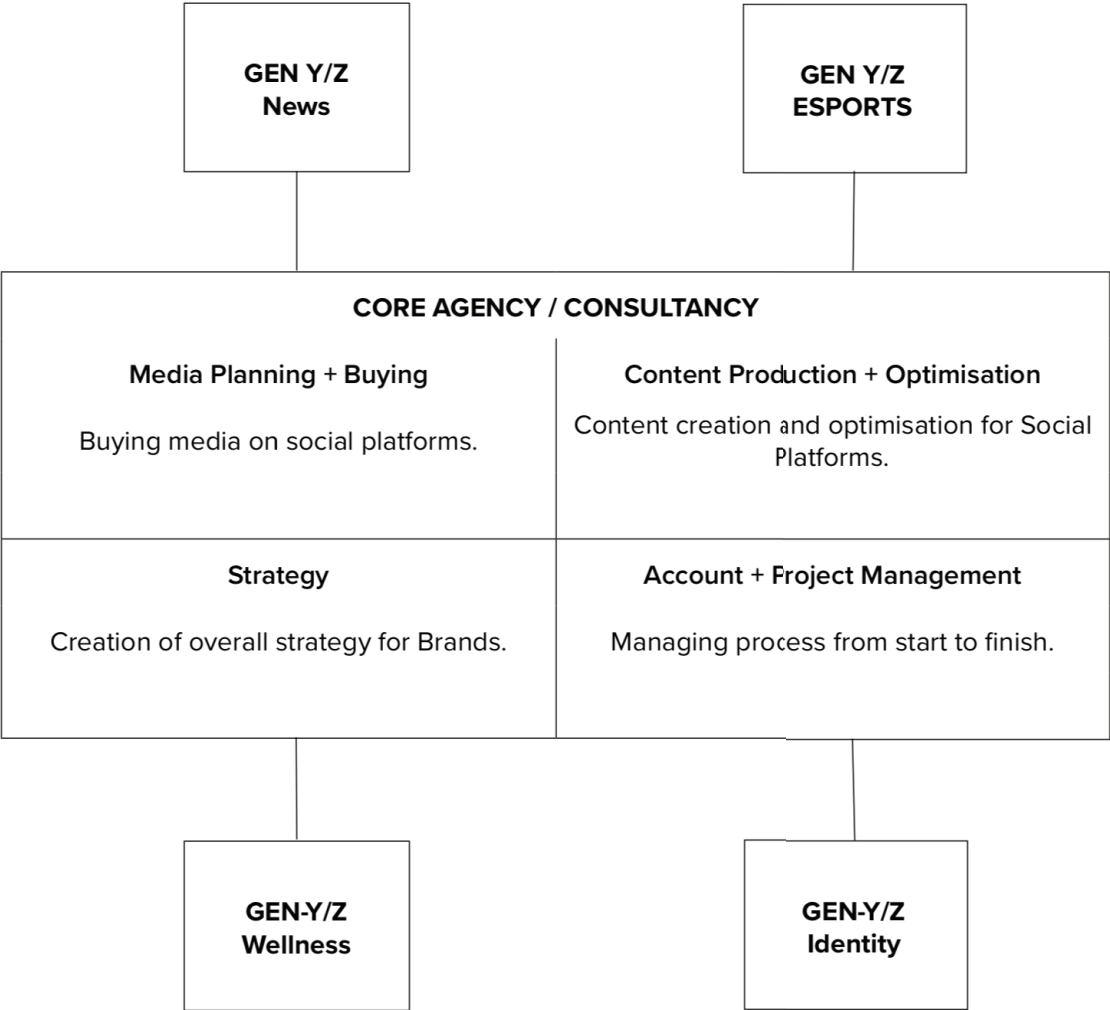 GEN Y/Z
News
GEN Y/Z
ESPORTS
CORE AGENCY / CONSULTANCY
Media Planning + Buying
Buying media on social platforms.
Content Production + Optimisation
Content creation and optimisation for Social
Platforms.
Strategy
Creation of overall strategy for Brands.
Account + Project Management
Managing process from start to finish.
GEN-Y/Z
Wellness
GEN-Y/Z
Identity